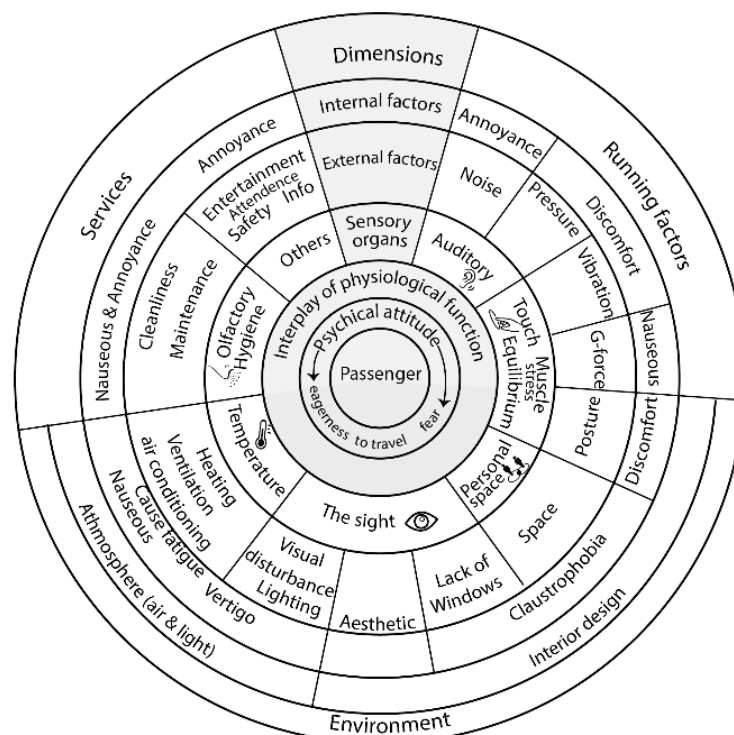 Dimensions
Internal factors
External factors
Sensory
organs
Interplay of physiological function
Psychical attitude
Passenger
eagerness to travel
fear
Running factors
Annoyance
Noise
Auditory
Discomfort
Pressure
Vibration
Touch
Muscle
stress
Equilibrium
Nauseous
G-force
Discomfort
Posture
Personal
space
Space
Claustrophobia
Interior design
Lack of
Windows
The sight
Aesthetic
Visual
disturbance
Lighting
Environment
Vertigo
Cause fatigue
Nauseous
Athmosphere (air & light)
Temperature
Heating
Ventilation
air conditioning
Services
Nauseous & Annoyance
Cleanliness
Maintenance
Olfactory
Hygiene
Annoyance
Entertainment
Attendence
Safety Info
Others